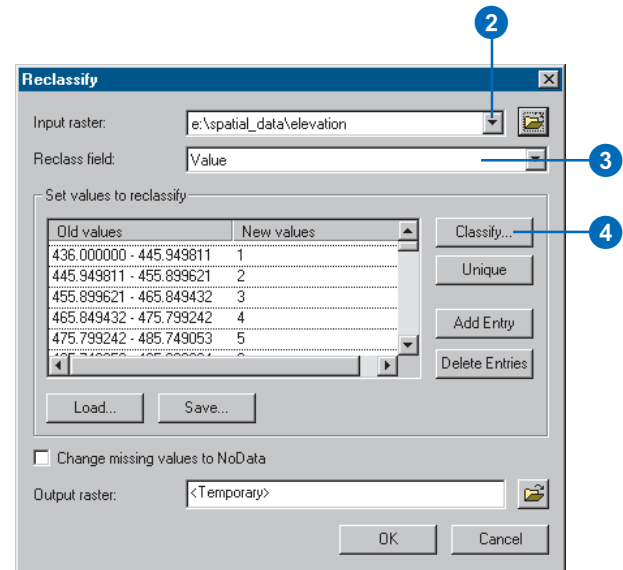 2
Reclassify
Input raster: e:\spatial_data\elevation
Reclass field: Value 3
Set values to reclassify
Old values New values Classify... 4
436.000000 - 445.949811 1
445.949811 - 455.899621 2 Unique
455.899621 - 465.849432 3
465.849432 - 475.799242 4 Add Entry
475.799242 - 485.749053 5
Delete Entries
Load... Save...
Change missing values to NoData
Output raster: <Temporary>
OK Cancel